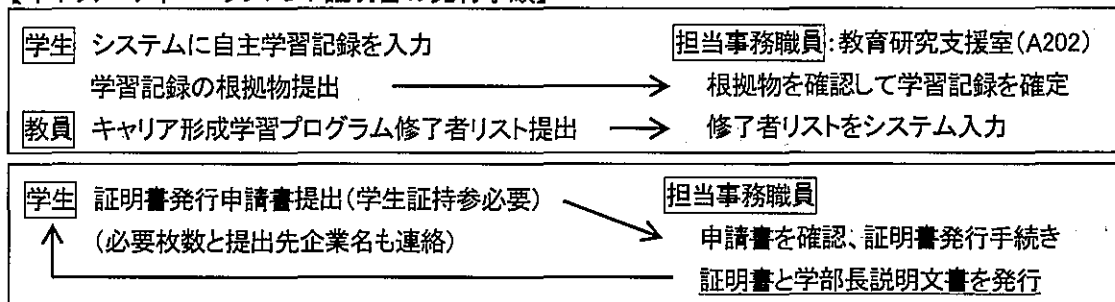 学生 システムに自主学習記録を入力 担当事務職員:教育研究支援室(A202)
学習記録の根拠物提出 → 根拠物を確認して学習記録を確定
教員 キャリア形成学習プログラム修了者リスト提出 → 修了者リストをシステム入力
学生 証明書発行申請書提出(学生証持参必要) 担当事務職員
(必要枚数と提出先企業名も連絡) 申請書を確認、証明書発行手続き
証明書と学部長説明文書を発行